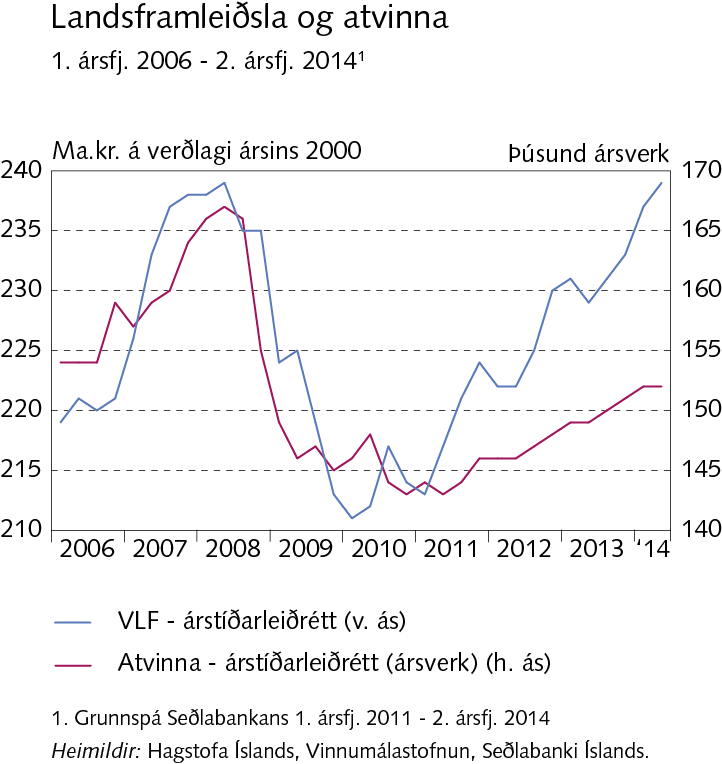 Landsframleiðsla og atvinna
1. ársfj. 2006 - 2. ársfj. 2014¹
Ma.kr. á verðlagi ársins 2000 Þúsund ársverk
240 170
235 165
230 160
225 155
220 150
215 145
210 140
2006 2007 2008 2009 2010 2011 2012 2013 ‘14
VLF - árstíðarleiðrétt (v. ás)
Atvinna - árstíðarleiðrétt (ársverk) (h. ás)
1. Grunnspá Seðlabankans 1. ársfj. 2011 - 2. ársfj. 2014
Heimildir: Hagstofa Íslands, Vinnumálastofnun, Seðlabanki Íslands.